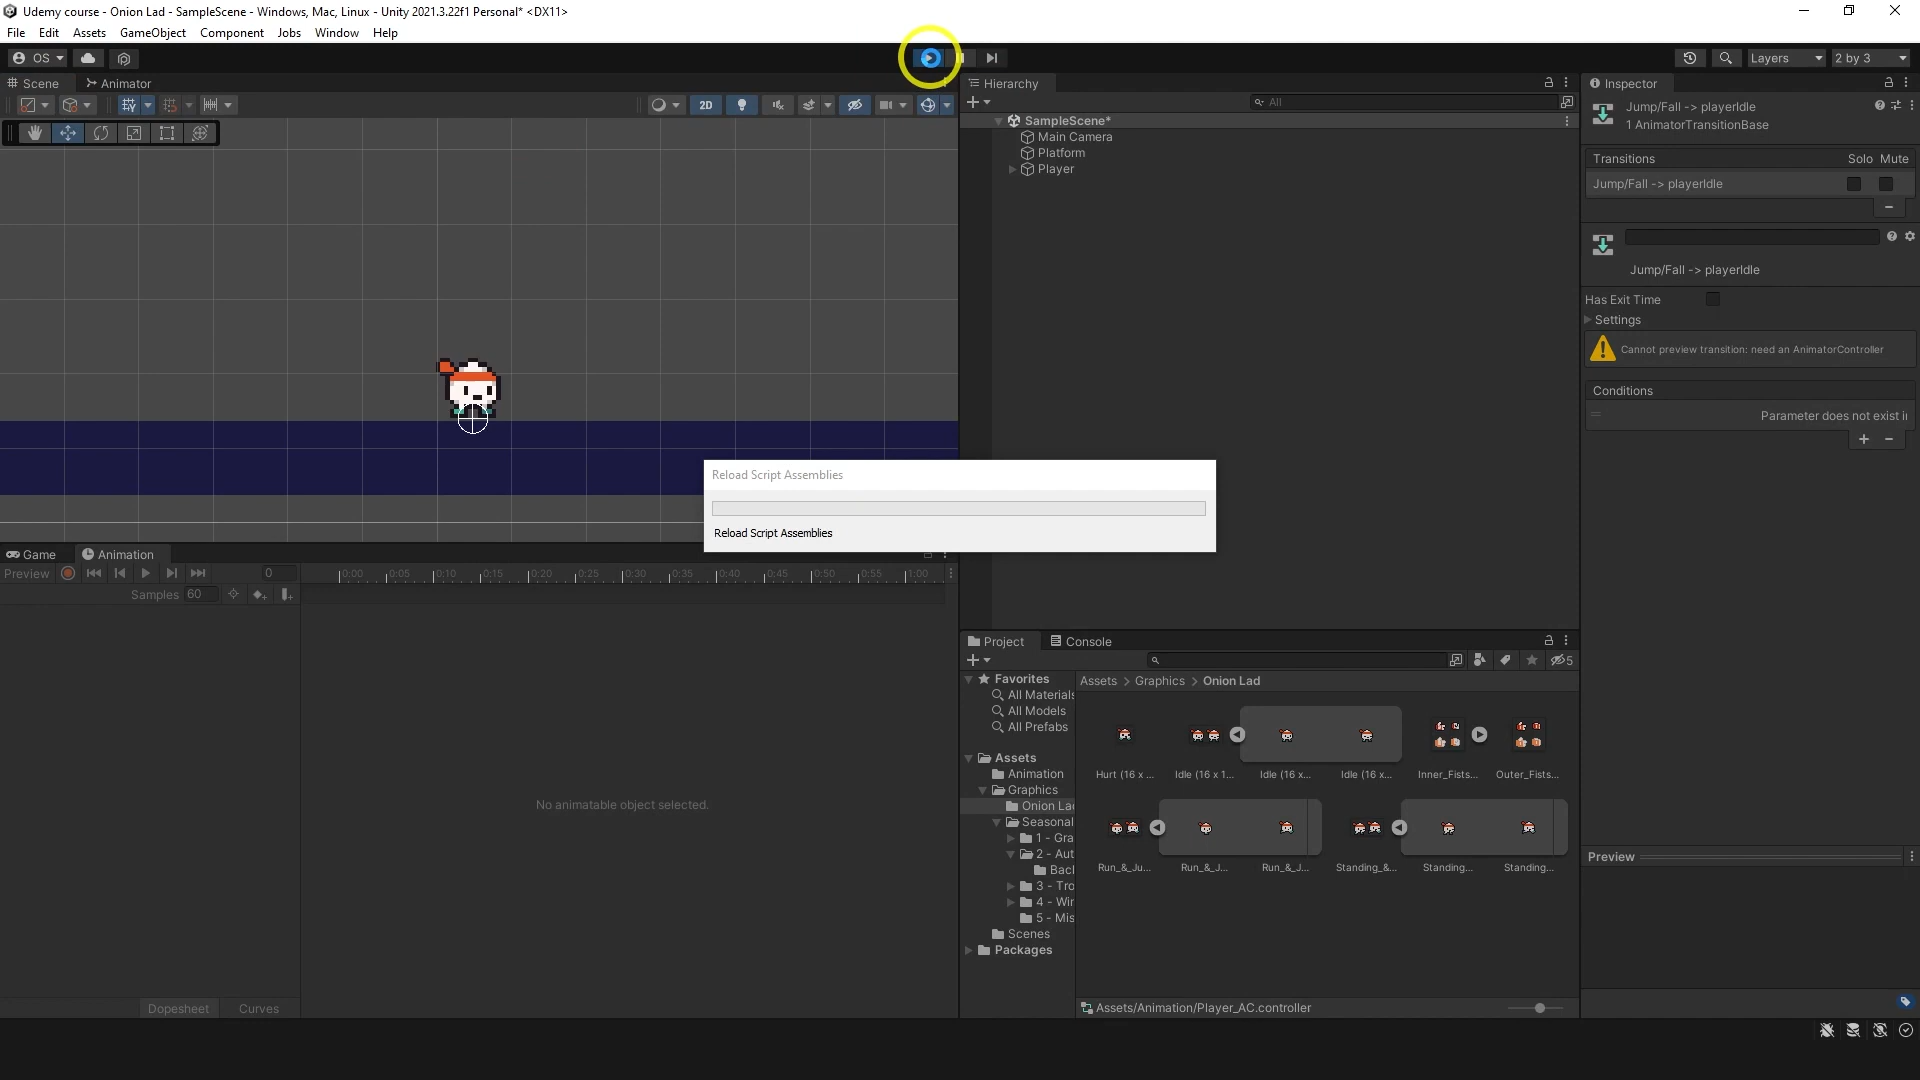 Udemy course - Onion Lad - SampleScene - Windows, Mac, Linux - Unity 2021.3.22f1 Personal* <DX11>
File Edit Assets GameObject Component Jobs Window Help
OS Layers 2 by 3
Scene Animator
2D
Hierarchy
All
SampleScene*
Main Camera
Platform
Player
Inspector
Jump/Fall -> playerIdle
1 AnimatorTransitionBase
Transitions Solo Mute
Jump/Fall -> playerIdle
Jump/Fall -> playerIdle
Has Exit Time
Settings
Cannot preview transition: need an AnimatorController
Conditions
Parameter does not exist i
Reload Script Assemblies
Reload Script Assemblies
Game Animation
Preview 0 0:00 0:05 0:10 0:15 0:20 0:25 0:30 0:35 0:40 0:45 0:50 0:55 1:00
Samples 60
No animatable object selected.
Dopesheet Curves
Project Console
5
Favorites
All Materials
All Models
All Prefabs
Assets
Animation
Graphics
Onion Lad
Seasonal
1 - Gra
2 - Aut
Bac
3 - Tro
4 - Wir
5 - Mis
Scenes
Packages
Assets > Graphics > Onion Lad
Hurt (16 x ... Idle (16 x 1... Idle (16 x... Idle (16 x... Inner_Fists... Outer_Fists...
Run_&_Ju... Run_&_J... Run_&_J... Standing_&... Standing... Standing...
Assets/Animation/Player_AC.controller
Preview